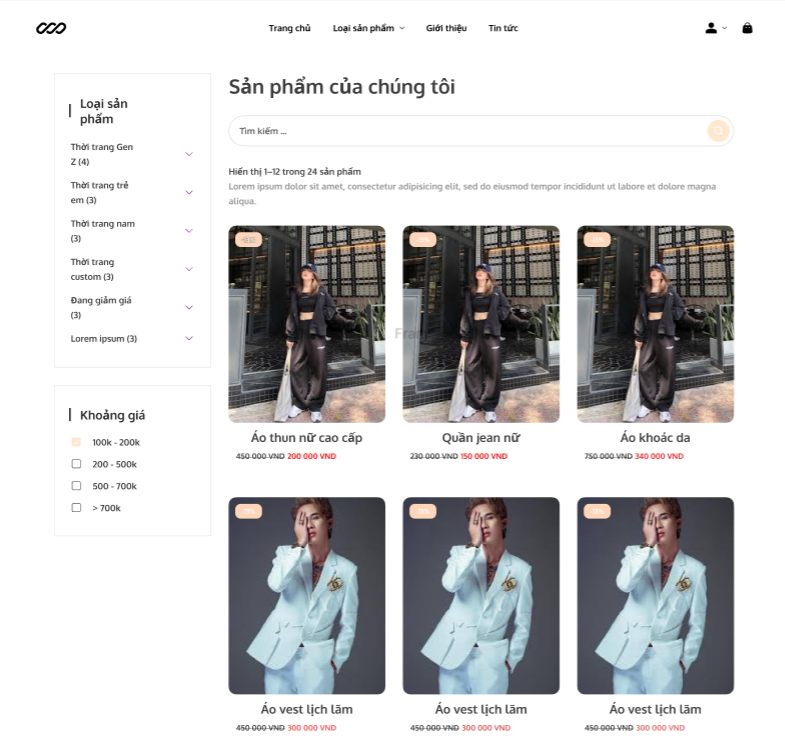 Trang chủ
Loại sản phẩm
Giới thiệu
Tin tức
Loại sản
phẩm
Thời trang Gen
Z (4)
Thời trang trẻ
em (3)
Thời trang nam
(3)
Thời trang
custom (3)
Đang giảm giá
(3)
Lorem ipsum (3)
Khoảng giá
100k - 200k
200 - 500k
500 - 700k
> 700k
Sản phẩm của chúng tôi
Tìm kiếm ...
Hiển thị 1–12 trong 24 sản phẩm
Lorem ipsum dolor sit amet, consectetur adipisicing elit, sed do eiusmod tempor incididunt ut labore et dolore magna
aliqua.
Áo thun nữ cao cấp
450 000 VND 200 000 VND
Quần jean nữ
230 000 VND 150 000 VND
Áo khoác da
750 000 VND 340 000 VND
Áo vest lịch lãm
450 000 VND 300 000 VND
Áo vest lịch lãm
450 000 VND 300 000 VND
Áo vest lịch lãm
450 000 VND 300 000 VND